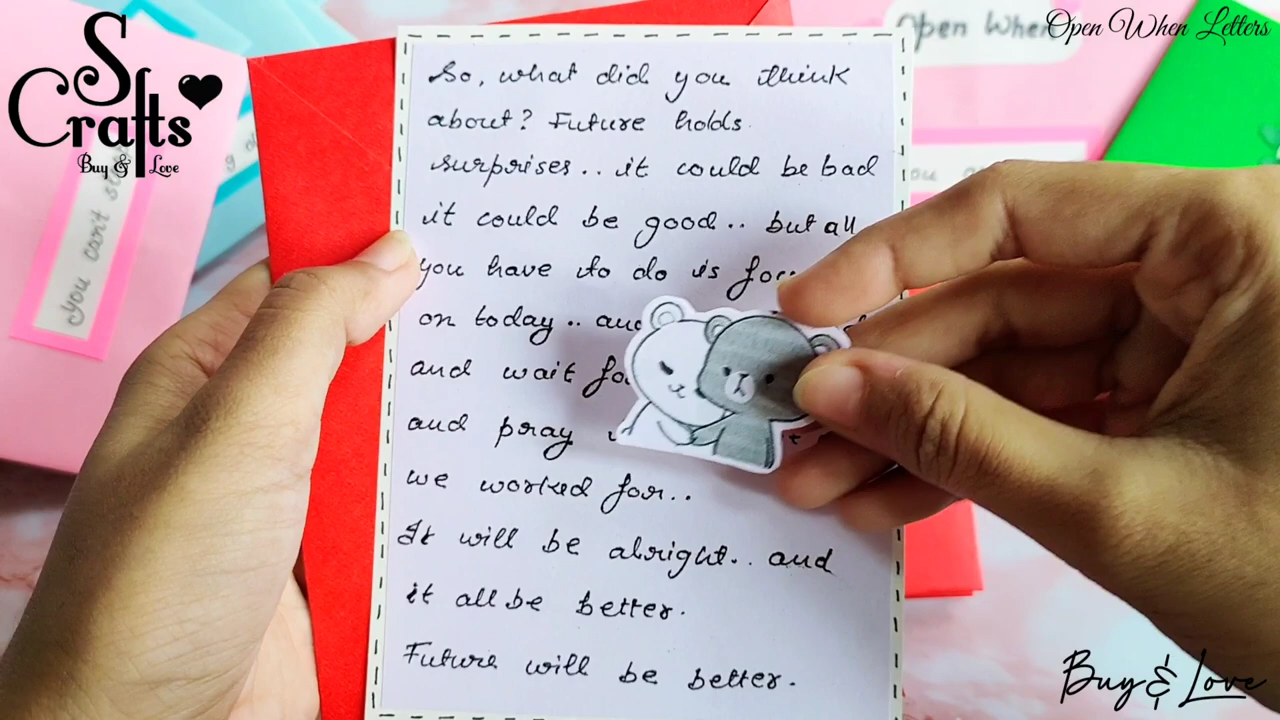 S
Crafts
Buy & Love
Open When Letters
Open When
you can't s
So, what did you think
about? Future holds
surprises.. it could be bad
it could be good.. but all
you have to do is
on today..
and wait
and pray
we worked for..
It will be alright.. and
it all be better.
Future will be better.
Buy & Love